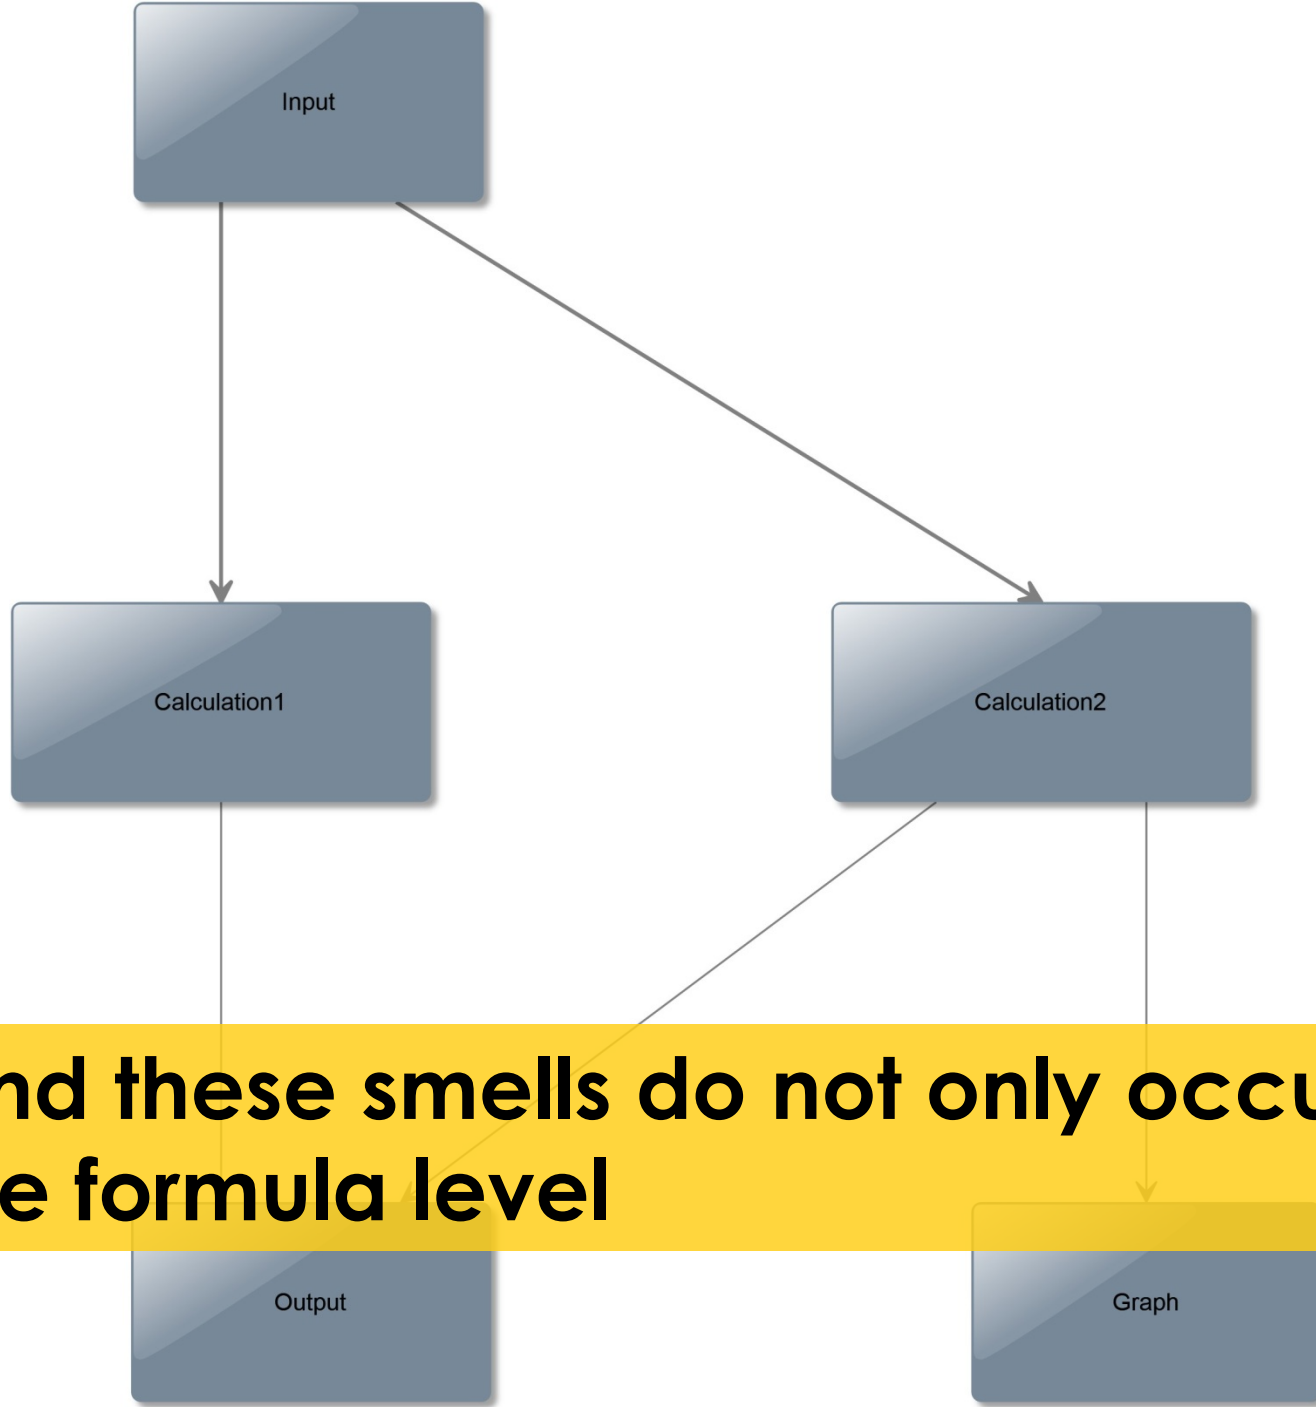 Input
Calculation1
Calculation2
nd these smells do not only occu
e formula level
Output
Graph